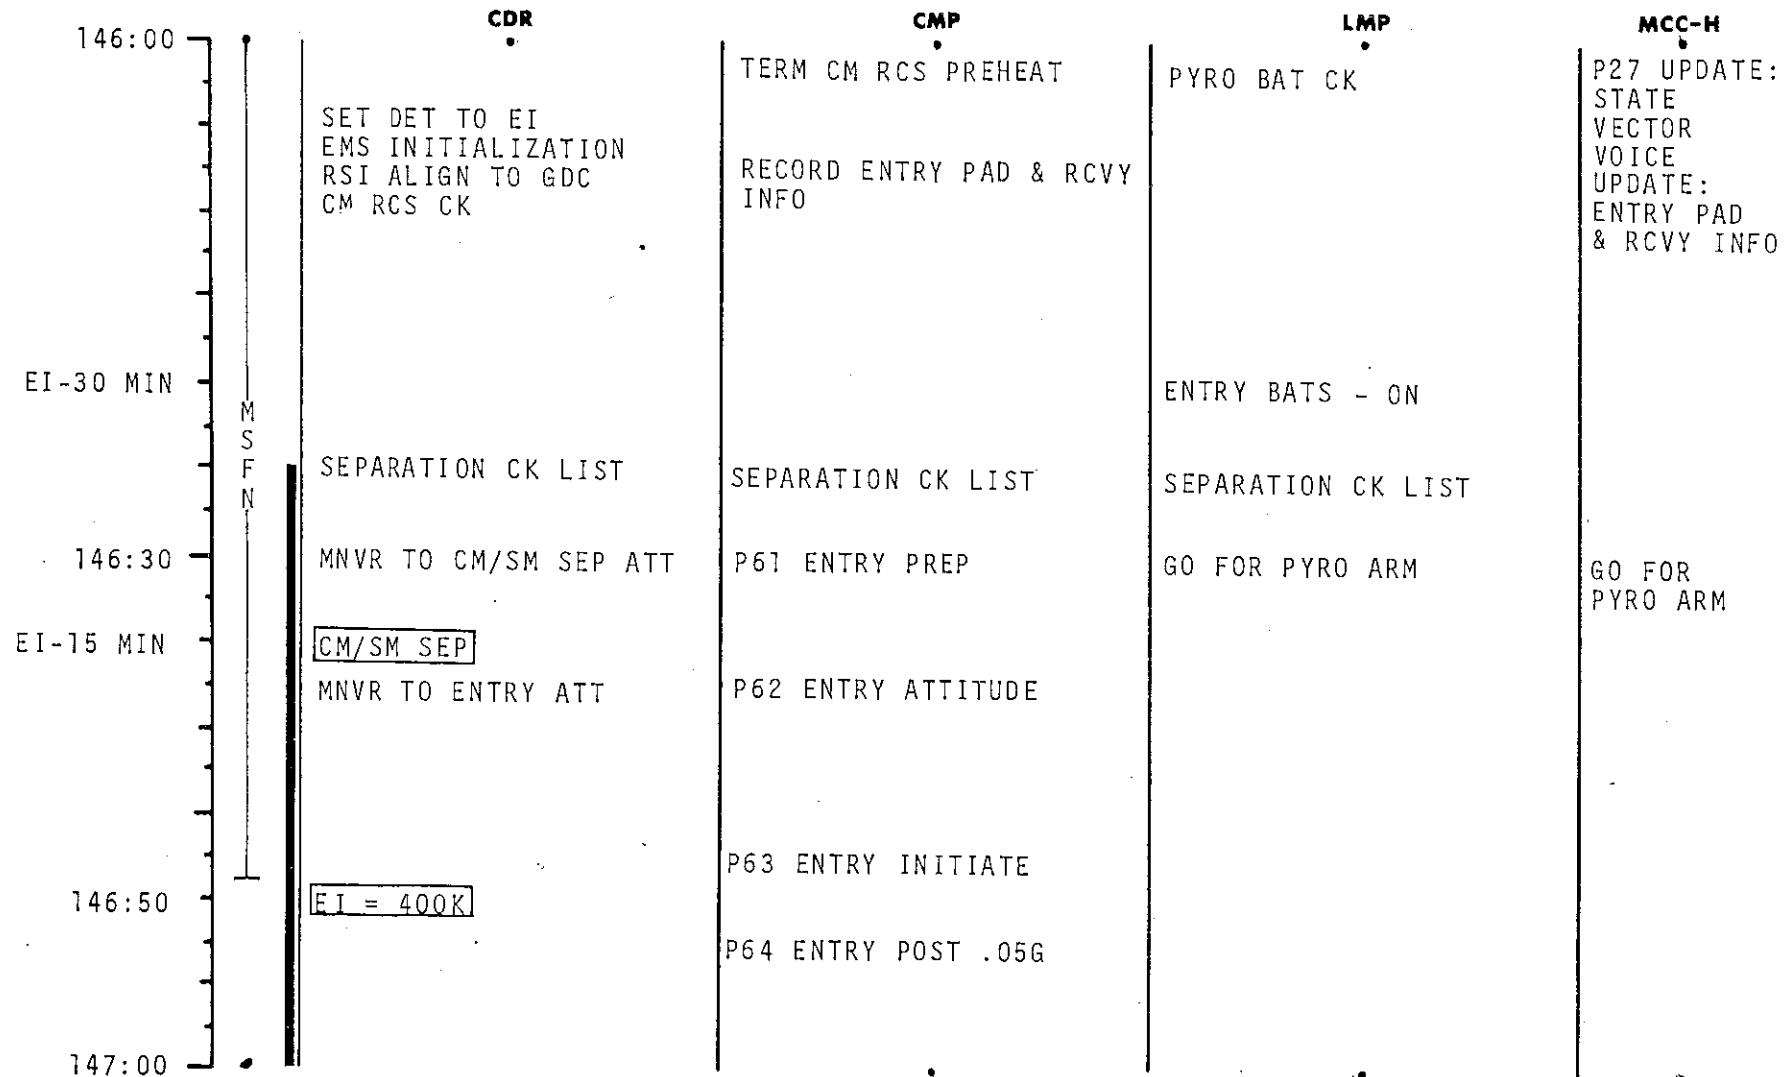 CDR
CMP
LMP
MCC-H
146:00
TERM CM RCS PREHEAT
PYRO BAT CK
P27 UPDATE:
STATE
VECTOR
VOICE
UPDATE:
ENTRY PAD
& RCVY INFO
SET DET TO EI
EMS INITIALIZATION
RSI ALIGN TO GDC
CM RCS CK
RECORD ENTRY PAD & RCVY
INFO
EI-30 MIN
ENTRY BATS - ON
M
S
F
N
SEPARATION CK LIST
SEPARATION CK LIST
SEPARATION CK LIST
146:30
MNVR TO CM/SM SEP ATT
P61 ENTRY PREP
GO FOR PYRO ARM
GO FOR
PYRO ARM
EI-15 MIN
CM/SM SEP
MNVR TO ENTRY ATT
P62 ENTRY ATTITUDE
P63 ENTRY INITIATE
146:50
EI = 400K
P64 ENTRY POST .05G
147:00